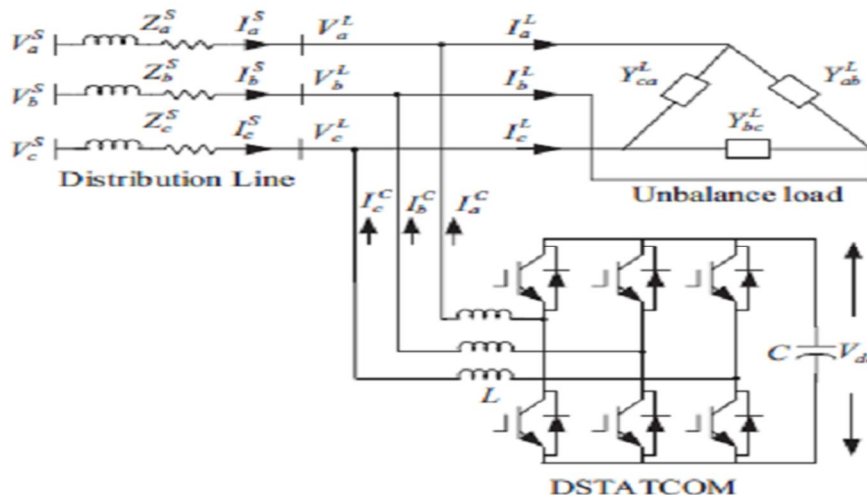 V_a^S Z_a^S I_a^S V_a^L I_a^L
V_b^S Z_b^S I_b^S V_b^L I_b^L
V_c^S Z_c^S I_c^S V_c^L I_c^L
Y_ca^L Y_ab^L
Y_bc^L
Distribution Line
Unbalance load
I_c^C I_b^C I_a^C
L
C
DSTATCOM